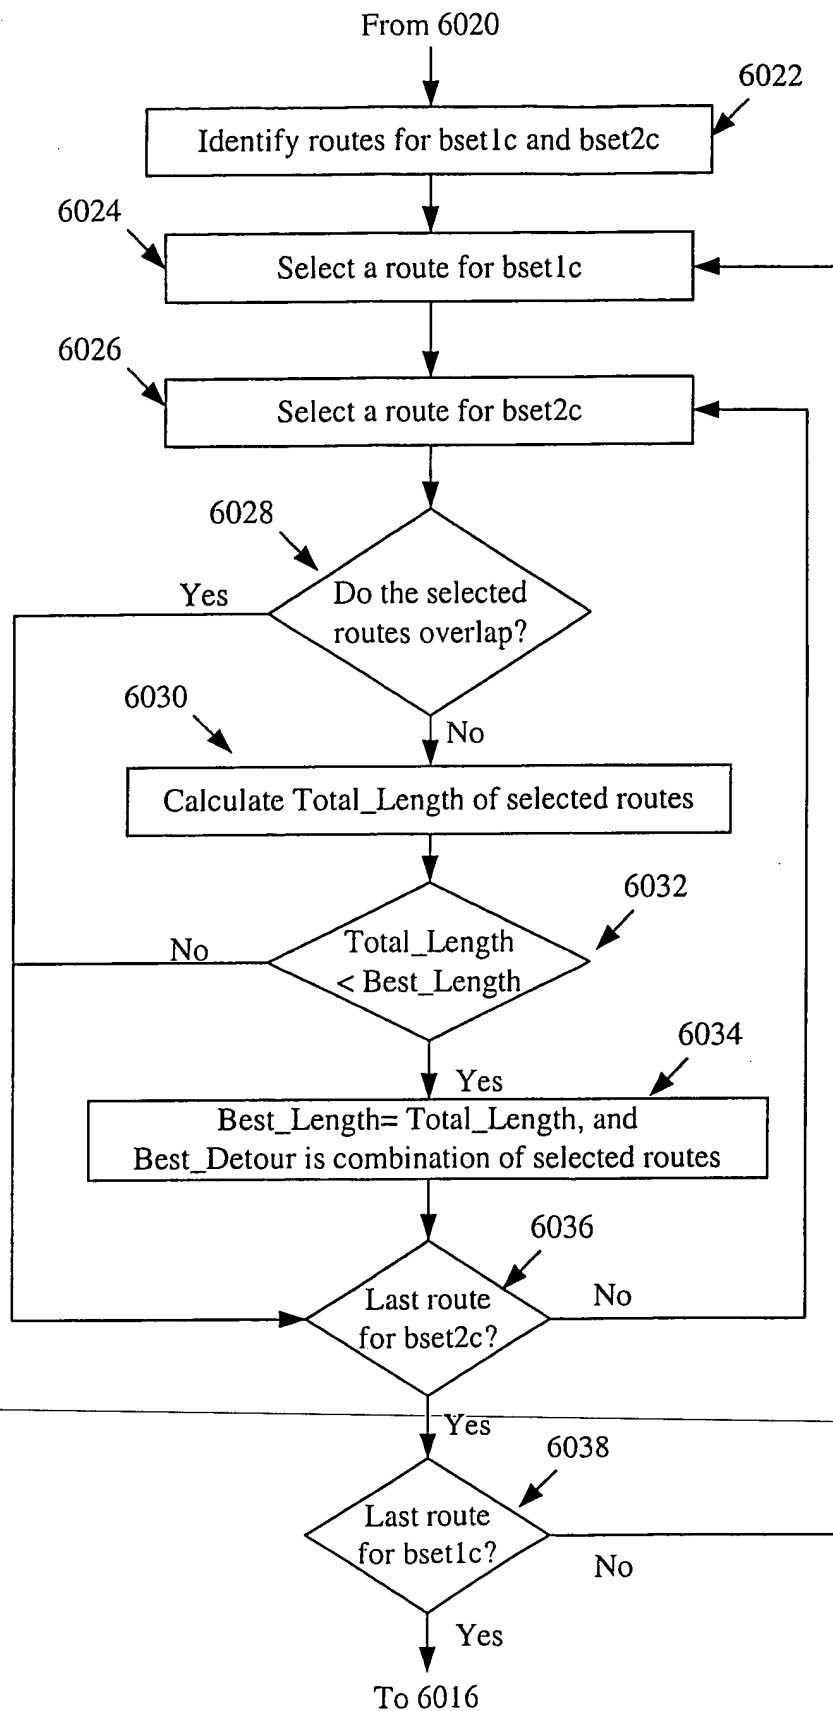 From 6020
6022
Identify routes for bset1c and bset2c
6024
Select a route for bset1c
6026
Select a route for bset2c
6028
Yes
Do the selected
routes overlap?
6030
No
Calculate Total_Length of selected routes
6032
No
Total_Length
< Best_Length
6034
Yes
Best_Length= Total_Length, and
Best_Detour is combination of selected routes
6036
Last route
for bset2c?
No
Yes
6038
Last route
for bset1c?
No
Yes
To 6016